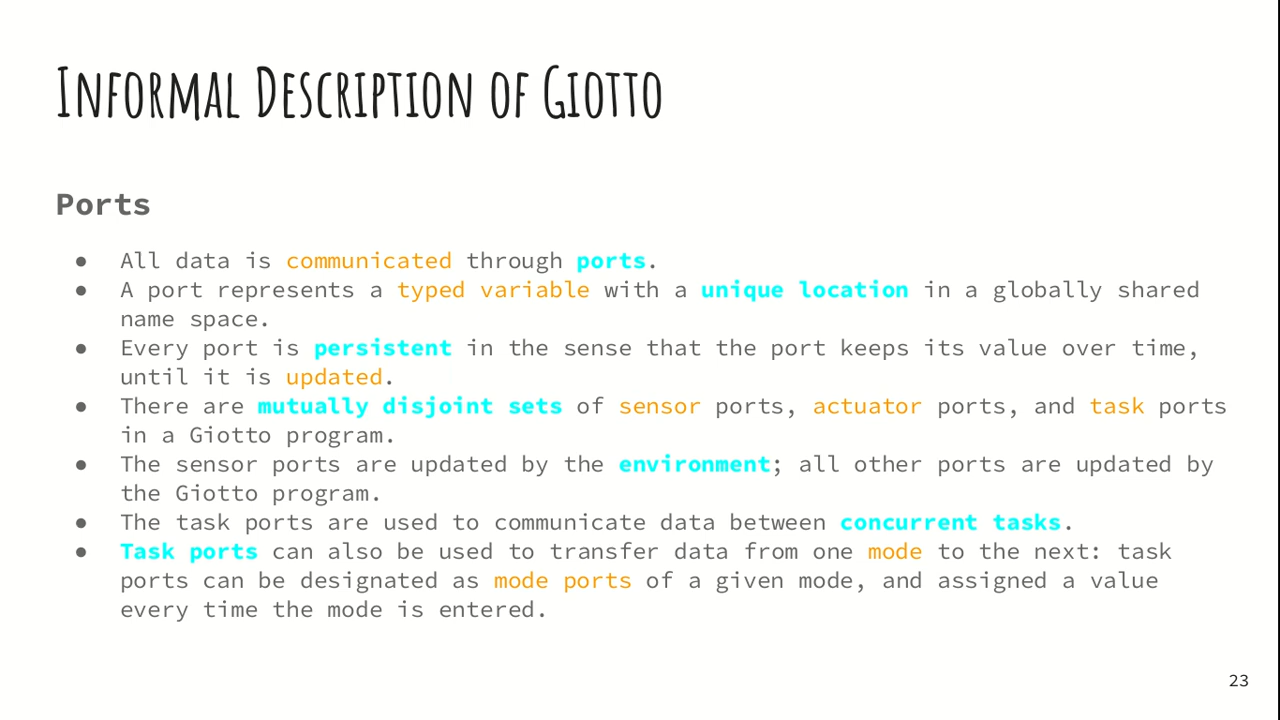 Informal Description of Giotto
Ports
● All data is communicated through ports.
● A port represents a typed variable with a unique location in a globally shared
name space.
● Every port is persistent in the sense that the port keeps its value over time,
until it is updated.
● There are mutually disjoint sets of sensor ports, actuator ports, and task ports
in a Giotto program.
● The sensor ports are updated by the environment; all other ports are updated by
the Giotto program.
● The task ports are used to communicate data between concurrent tasks.
● Task ports can also be used to transfer data from one mode to the next: task
ports can be designated as mode ports of a given mode, and assigned a value
every time the mode is entered.
23